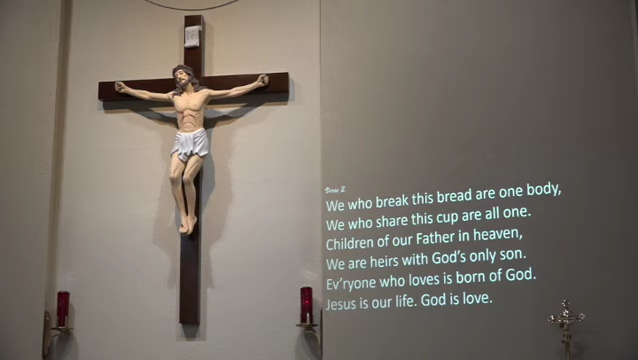 Verse 2.
We who break this bread are one body,
We who share this cup are all one.
Children of our Father in heaven,
We are heirs with God's only son.
Ev'ryone who loves is born of God.
Jesus is our life. God is love.